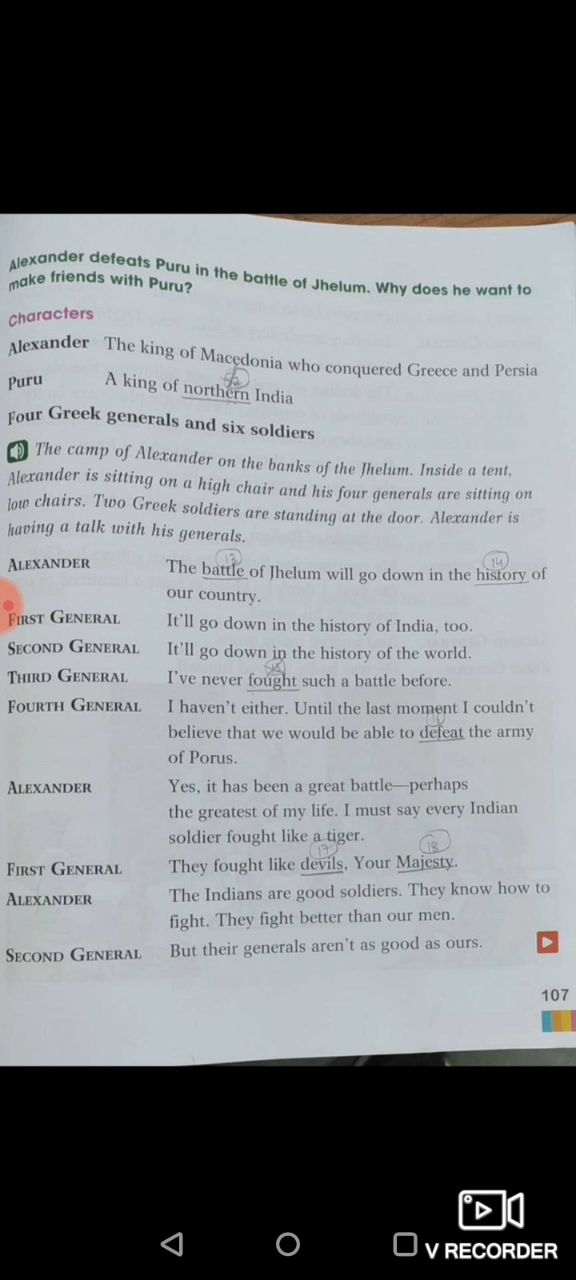 Alexander defeats Puru in the battle of Jhelum. Why does he want to
make friends with Puru?
Characters
Alexander The king of Macedonia who conquered Greece and Persia
Puru A king of northern India
Four Greek generals and six soldiers
The camp of Alexander on the banks of the Jhelum. Inside a tent,
Alexander is sitting on a high chair and his four generals are sitting on
low chairs. Two Greek soldiers are standing at the door. Alexander is
having a talk with his generals.
13 14
ALEXANDER The battle of Jhelum will go down in the history of
our country.
FIRST GENERAL It'll go down in the history of India, too.
SECOND GENERAL It'll go down in the history of the world.
THIRD GENERAL I've never fought such a battle before.
FOURTH GENERAL I haven't either. Until the last moment I couldn't
believe that we would be able to defeat the army
of Porus.
ALEXANDER Yes, it has been a great battle—perhaps
the greatest of my life. I must say every Indian
soldier fought like a tiger.
17 18
FIRST GENERAL They fought like devils, Your Majesty.
ALEXANDER The Indians are good soldiers. They know how to
fight. They fight better than our men.
SECOND GENERAL But their generals aren't as good as ours.
107
V RECORDER